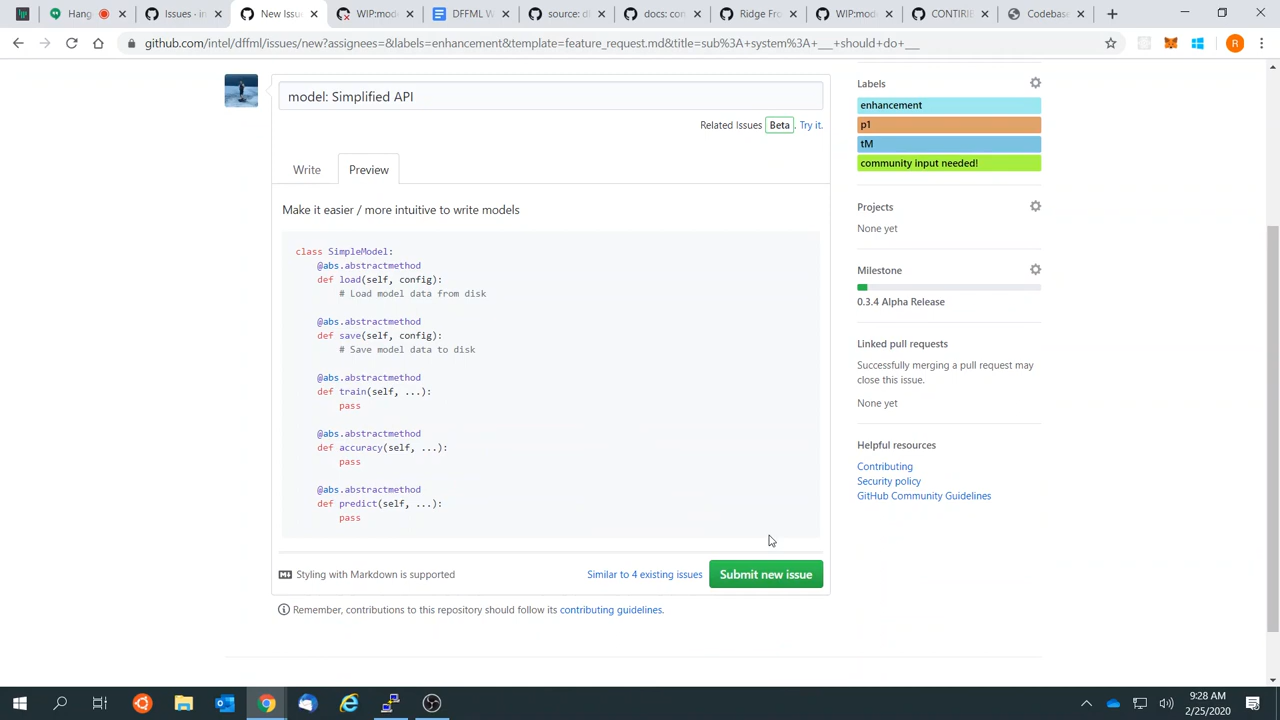 Hang
Issues · in
New Issu
WIP:mode
DFFML W
source: df
docs: con
Ridge Fro
WIP:mode
CONTIRIE
Codebase
github.com/intel/dffml/issues/new?assignees=&labels=enhancement&template=feature_request.md&title=sub%3A+system%3A+___+should+do+___
R
model: Simplified API
Related Issues Beta. Try it.
Write
Preview
Make it easier / more intuitive to write models
class SimpleModel:
@abs.abstractmethod
def load(self, config):
# Load model data from disk
@abs.abstractmethod
def save(self, config):
# Save model data to disk
@abs.abstractmethod
def train(self, ...):
pass
@abs.abstractmethod
def accuracy(self, ...):
pass
@abs.abstractmethod
def predict(self, ...):
pass
Styling with Markdown is supported
Similar to 4 existing issues
Submit new issue
Remember, contributions to this repository should follow its contributing guidelines.
Labels
enhancement
p1
tM
community input needed!
Projects
None yet
Milestone
0.3.4 Alpha Release
Linked pull requests
Successfully merging a pull request may
close this issue.
None yet
Helpful resources
Contributing
Security policy
GitHub Community Guidelines
9:28 AM
2/25/2020